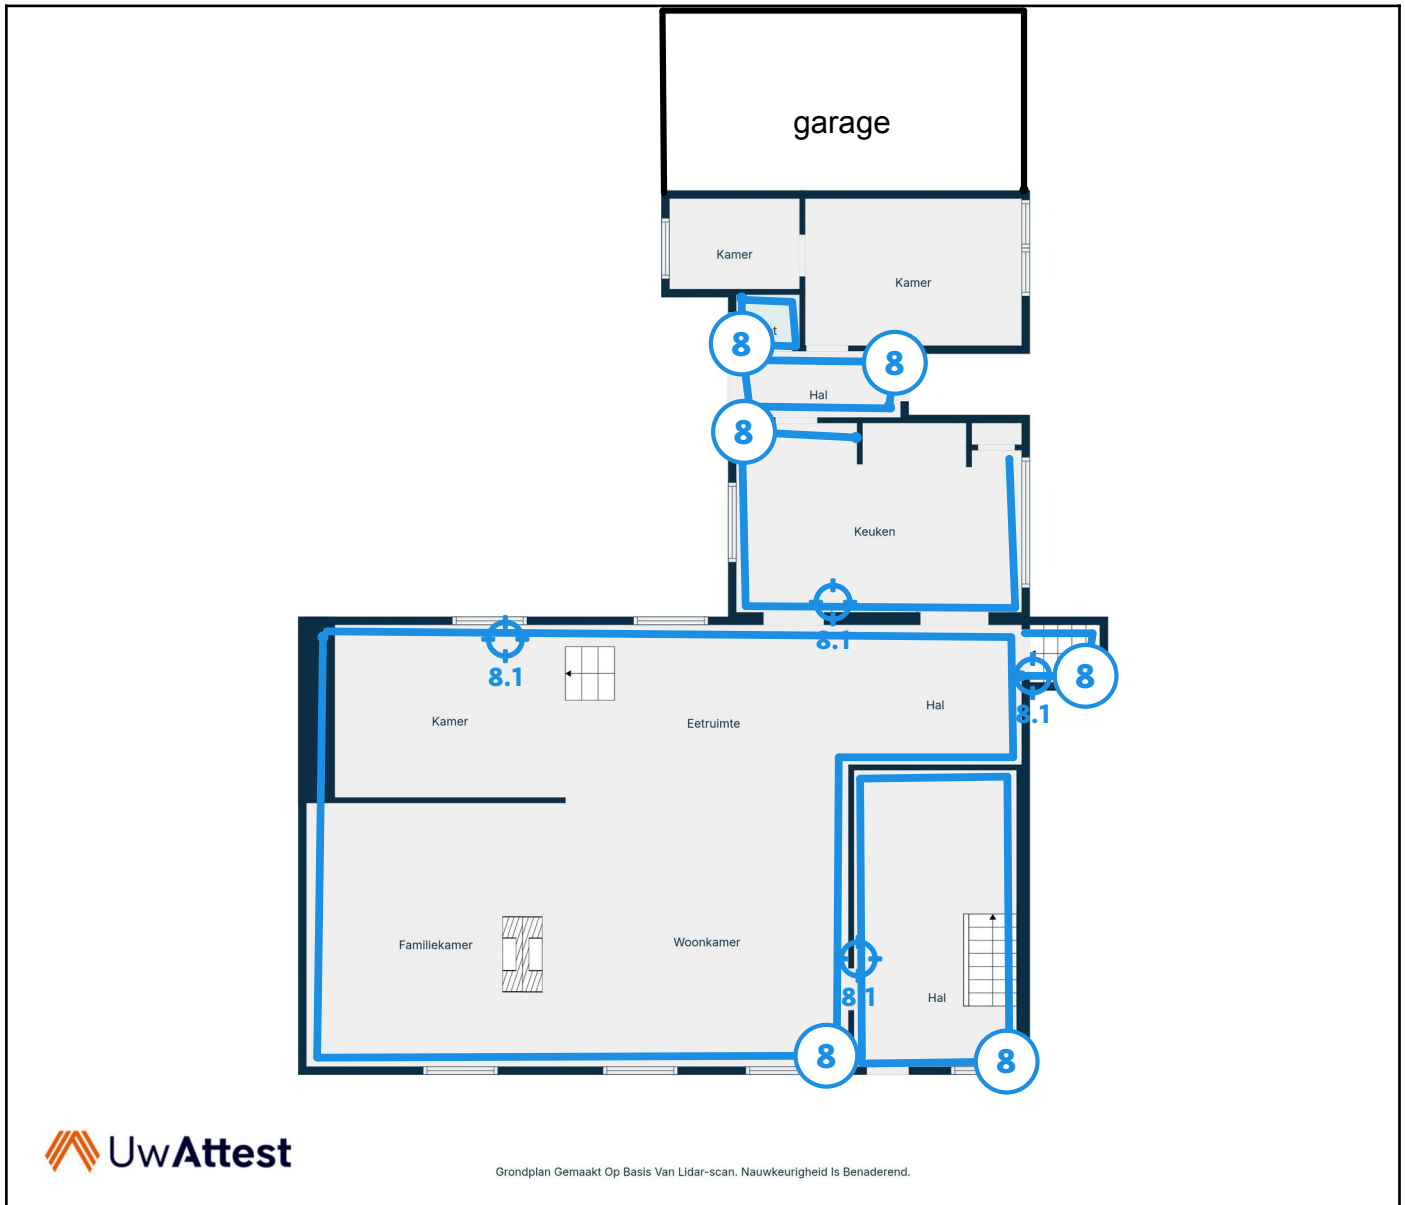 garage
Kamer
Kamer
8
8
Hal
8
Keuken
8.1
8.1
8
8.1
Kamer
Eetruimte
Hal
Familiekamer
Woonkamer
8.1
Hal
8
8
UwAttest
Grondplan Gemaakt Op Basis Van Lidar-scan. Nauwkeurigheid Is Benaderend.